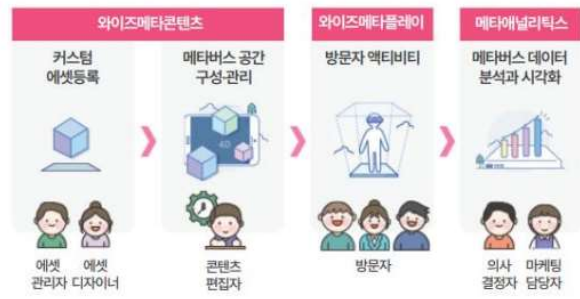 와이즈메타콘텐츠
와이즈메타플레이
메타애널리틱스
커스텀
에셋등록
메타버스 공간
구성·관리
방문자 액티비티
메타버스 데이터
분석과 시각화
4D
에셋
관리자
에셋
디자이너
콘텐츠
편집자
방문자
의사
결정자
마케팅
담당자